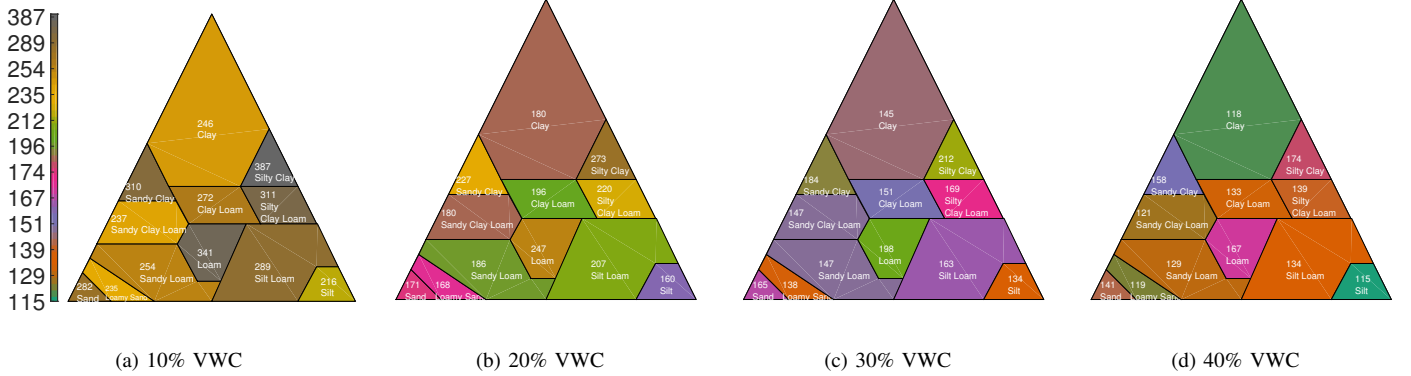 387
289
254
235
212
196
174
167
151
139
129
115
246
Clay
387
Silty Clay
310
Sandy Clay
272
Clay Loam
311
Silty
Clay Loam
237
Sandy Clay Loam
341
Loam
254
Sandy Loam
289
Silt Loam
282
Sand
235
Loamy Sand
216
Silt
(a) 10% VWC
180
Clay
273
Silty Clay
227
Sandy Clay
196
Clay Loam
220
Silty
Clay Loam
180
Sandy Clay Loam
247
Loam
186
Sandy Loam
207
Silt Loam
171
Sand
168
Loamy Sand
160
Silt
(b) 20% VWC
145
Clay
212
Silty Clay
184
Sandy Clay
151
Clay Loam
169
Silty
Clay Loam
147
Sandy Clay Loam
198
Loam
147
Sandy Loam
163
Silt Loam
165
Sand
138
Loamy Sand
134
Silt
(c) 30% VWC
118
Clay
174
Silty Clay
158
Sandy Clay
133
Clay Loam
139
Silty
Clay Loam
121
Sandy Clay Loam
167
Loam
129
Sandy Loam
134
Silt Loam
141
Sand
119
Loamy Sand
115
Silt
(d) 40% VWC